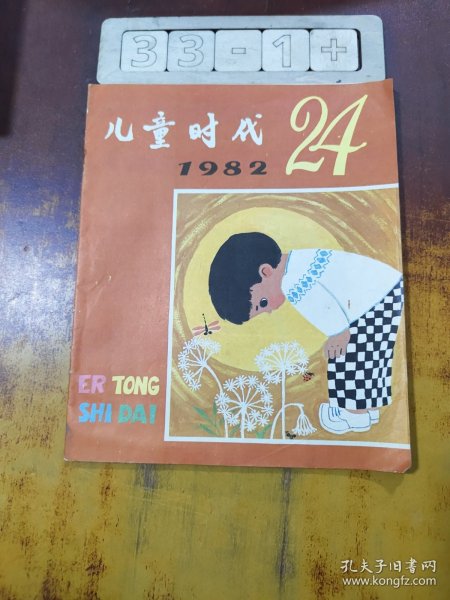 33-1+
儿童时代
24
1982
ER TONG
SHI DAI
孔夫子旧书网
www.kongfz.com